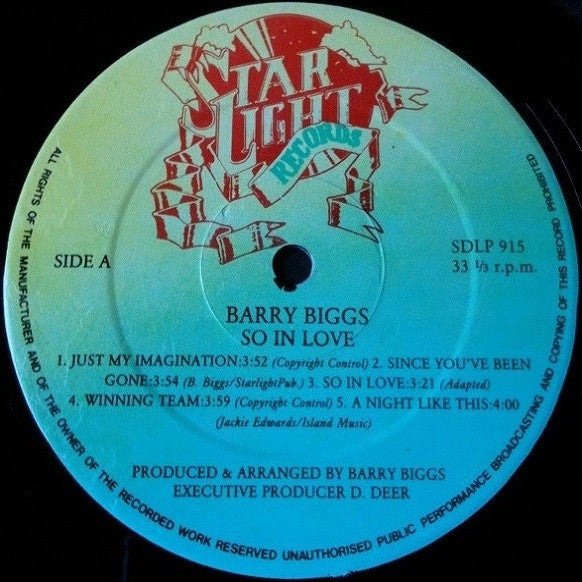 STAR
LIGHT
RECORDS
SIDE A
SDLP 915
33 ⅓ r.p.m.
BARRY BIGGS
SO IN LOVE
1. JUST MY IMAGINATION:3:52 (Copyright Control) 2. SINCE YOU'VE BEEN
GONE:3:54 (B. Biggs/StarlightPub.) 3. SO IN LOVE:3:21 (Adapted)
4. WINNING TEAM:3:59 (Copyright Control) 5. A NIGHT LIKE THIS:4:00
(Jackie Edwards/Island Music)
PRODUCED & ARRANGED BY BARRY BIGGS
EXECUTIVE PRODUCER D. DEER
ALL RIGHTS OF THE MANUFACTURER AND OF THE OWNER OF THE RECORDED WORK RESERVED UNAUTHORISED PUBLIC PERFORMANCE BROADCASTING AND COPYING OF THIS RECORD PROHIBITED